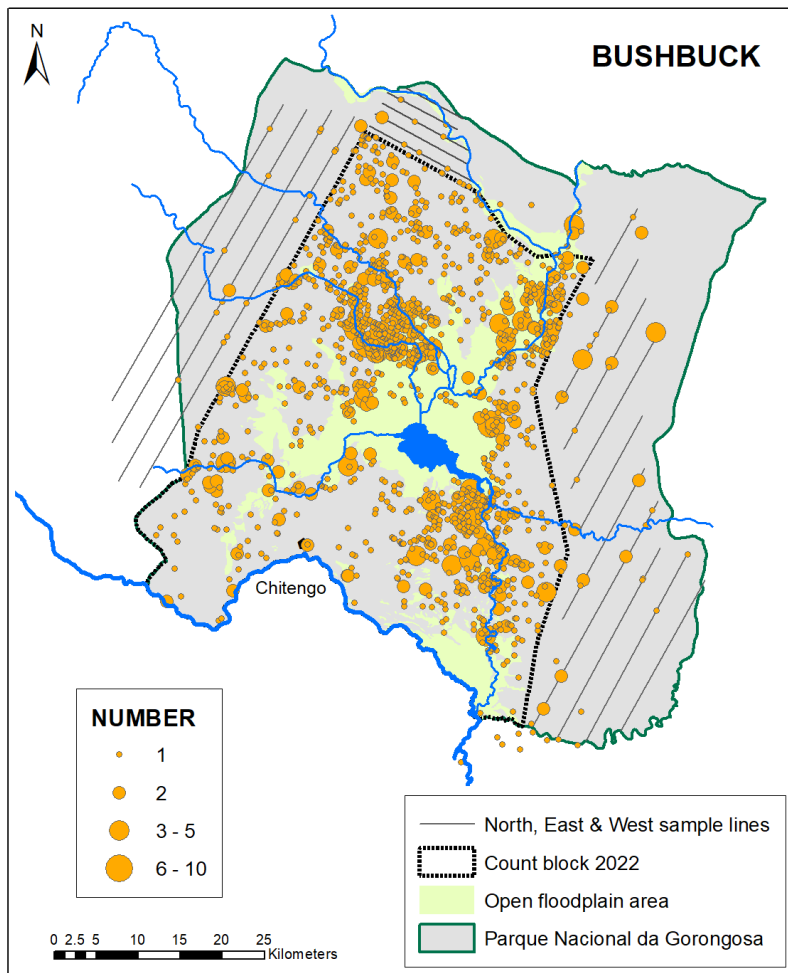 N
BUSHBUCK
Chitengo
NUMBER
1
2
3 - 5
6 - 10
0 2.5 5 10 15 20 25
Kilometers
North, East & West sample lines
Count block 2022
Open floodplain area
Parque Nacional da Gorongosa